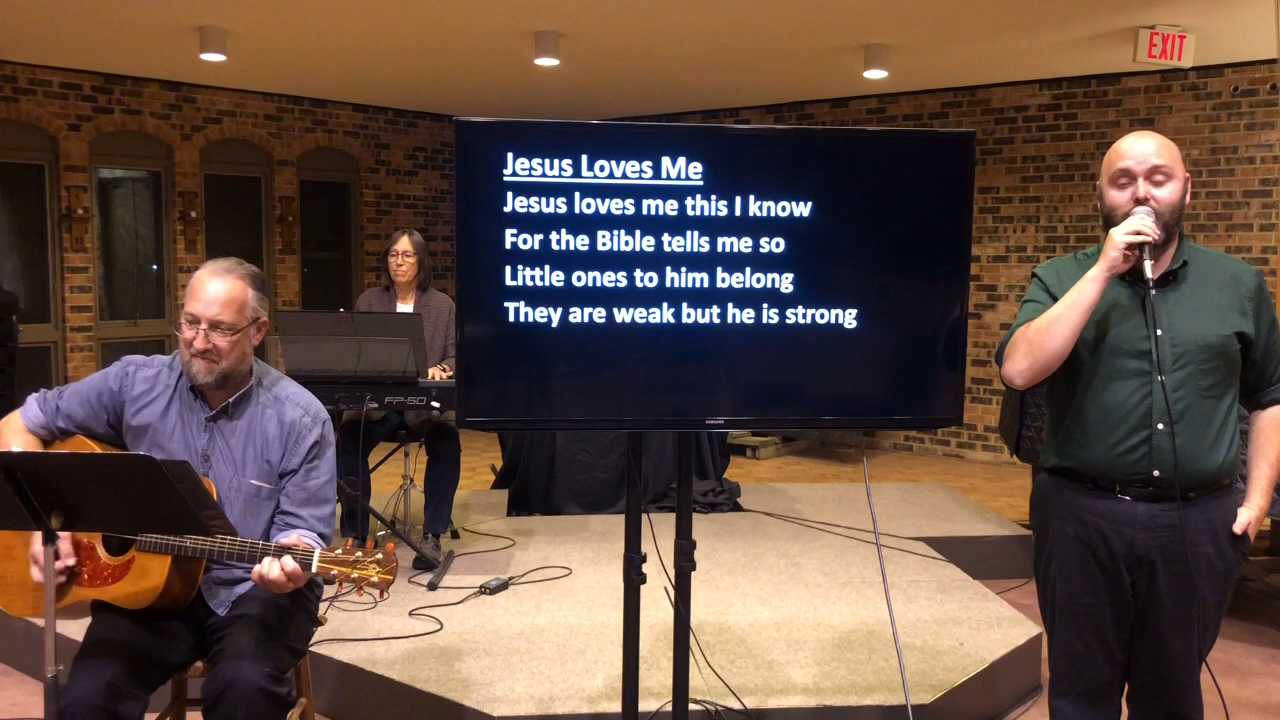 EXIT
Jesus Loves Me
Jesus loves me this I know
For the Bible tells me so
Little ones to him belong
They are weak but he is strong
FP-50
SAMSUNG